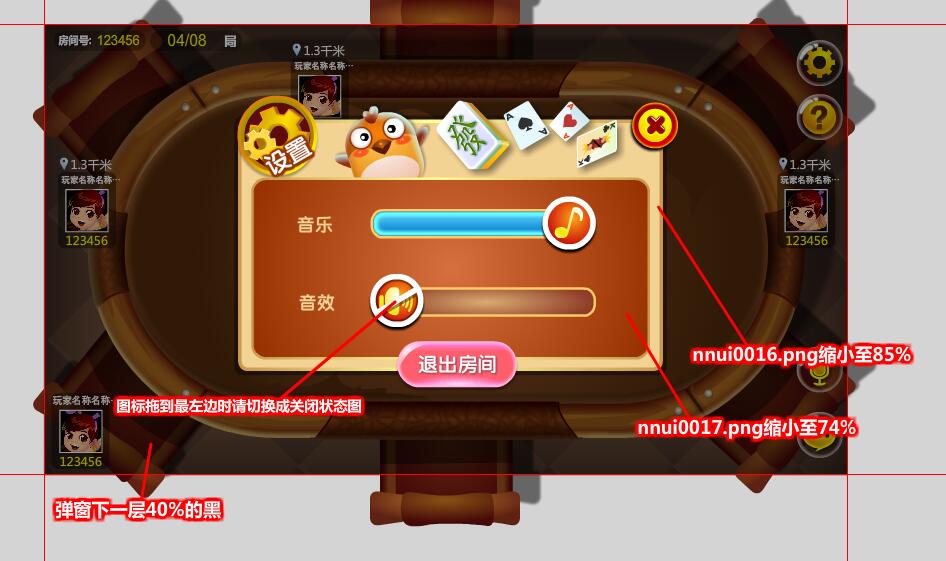 房间号: 123456
04/08 局
1.3千米
玩家名称名称…
设置
發
A
A
A
A
K
K
1.3千米
玩家名称名称…
123456
1.3千米
玩家名称名称…
123456
音乐
音效
nnui0016.png缩小至85%
退出房间
玩家名称名称…
图标拖到最左边时请切换成关闭状态图
nnui0017.png缩小至74%
123456
弹窗下一层40%的黑